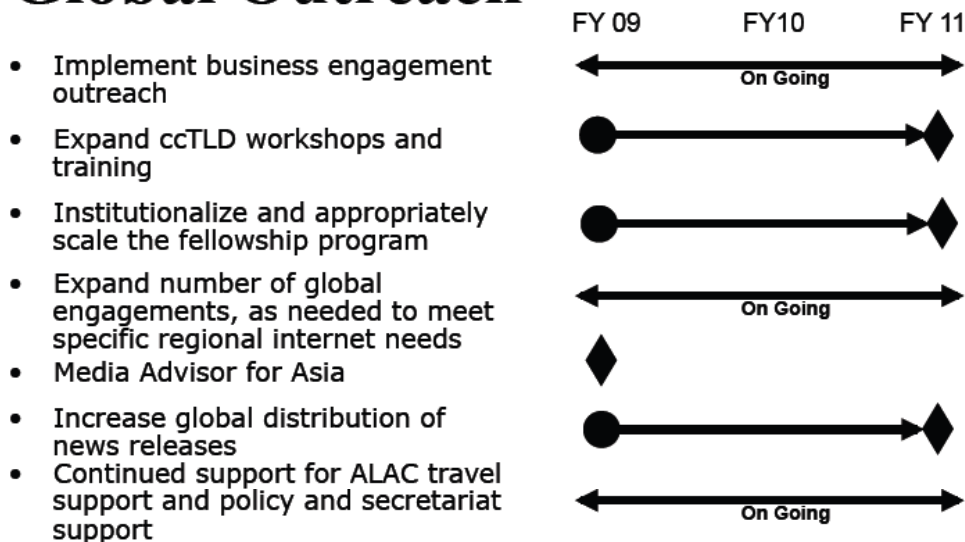 Global Outreach
FY 09 FY10 FY 11
• Implement business engagement
outreach
On Going
• Expand ccTLD workshops and
training
• Institutionalize and appropriately
scale the fellowship program
• Expand number of global
engagements, as needed to meet
specific regional internet needs
On Going
• Media Advisor for Asia
• Increase global distribution of
news releases
• Continued support for ALAC travel
support and policy and secretariat
support
On Going